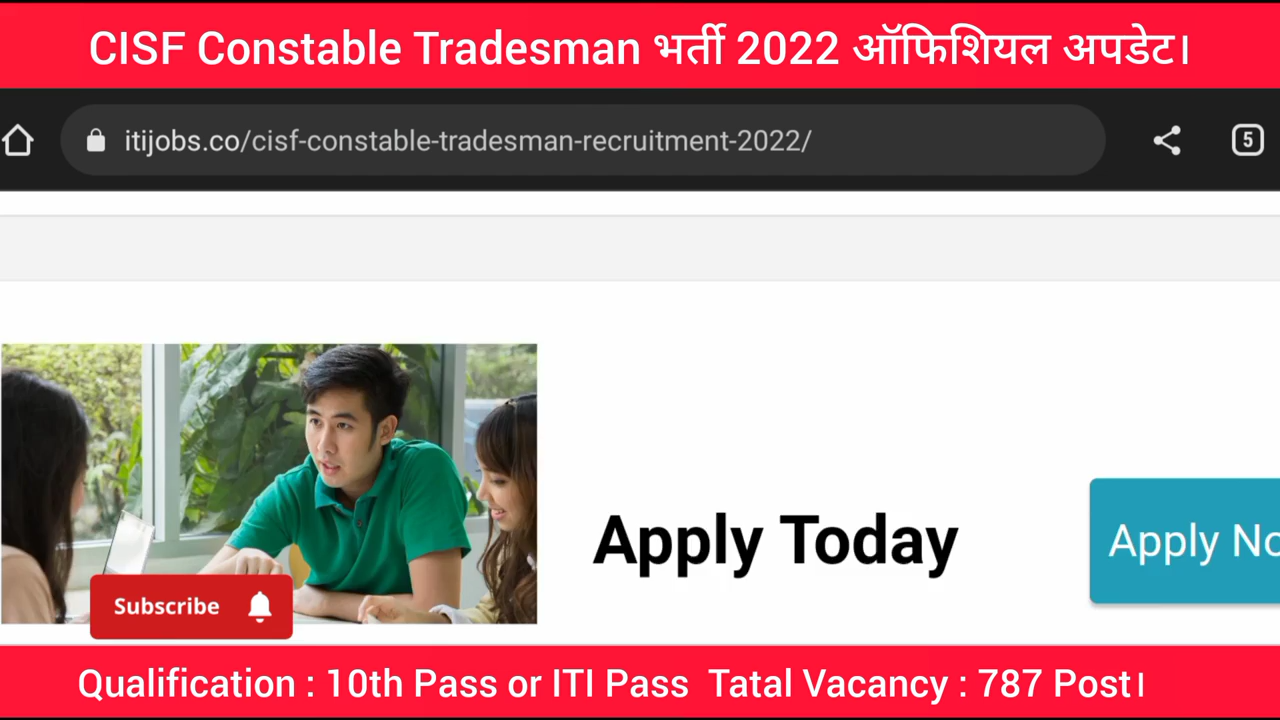 CISF Constable Tradesman भर्ती 2022 ऑफिशियल अपडेट।
itijobs.co/cisf-constable-tradesman-recruitment-2022/
5
Apply Today
Apply No
Subscribe
Qualification : 10th Pass or ITI Pass Tatal Vacancy : 787 Post।